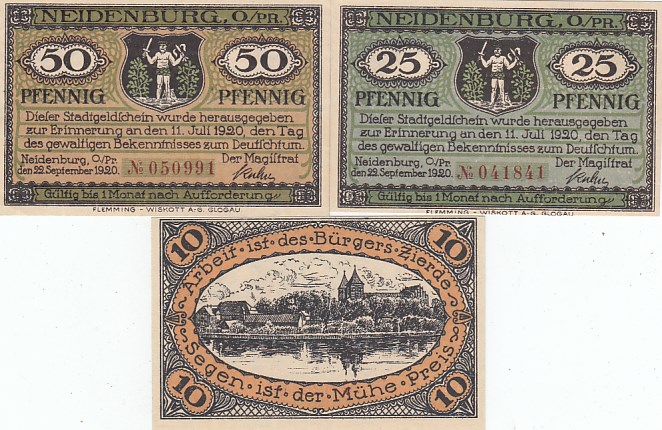 NEIDENBURG, O/PR.
50 50
PFENNIG PFENNIG
Dieser Stadtgeldschein wurde herausgegeben
zur Erinnerung an den 11. Juli 1920, den Tag
des gewaltigen Bekenntnisses zum Deutschtum.
Neidenburg, O/Pr. Der Magistrat
den 22. September 1920. № 050991
Gültig bis 1 Monat nach Aufforderung
FLEMMING - WISKOTT A-G. GLOGAU
NEIDENBURG, O/PR.
25 25
PFENNIG PFENNIG
Dieser Stadtgeldschein wurde herausgegeben
zur Erinnerung an den 11. Juli 1920, den Tag
des gewaltigen Bekenntnisses zum Deutschtum.
Neidenburg, O/Pr. Der Magistrat
den 22. September 1920. № 041841
Gültig bis 1 Monat nach Aufforderung
FLEMMING - WISKOTT A-G. GLOGAU
10 10
Arbeit · ist · des · Bürgers · Zierde
Segen · ist · der · Mühe · Preis
10 10